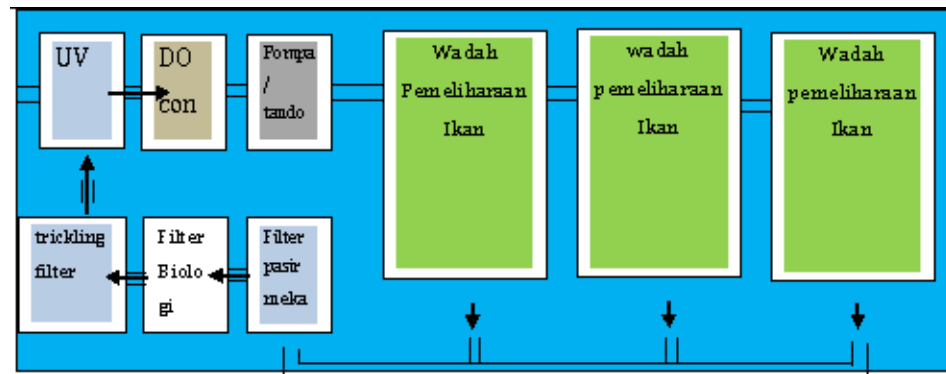 UV
DO
con
Pompa
/
tando
Wadah
Pemeliharaan
Ikan
wadah
pemeliharaan
Ikan
Wadah
pemeliharaan
Ikan
trickling
filter
Filter
Biolo
gi
Filter
pasir
meka